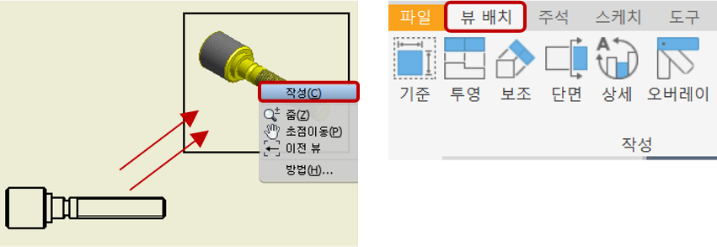 작성(C)
줌(Z)
초점이동(P)
이전 뷰
방법(H)...
파일 뷰 배치 주석 스케치 도구
기준 투영 보조 단면 상세 오버레이
작성